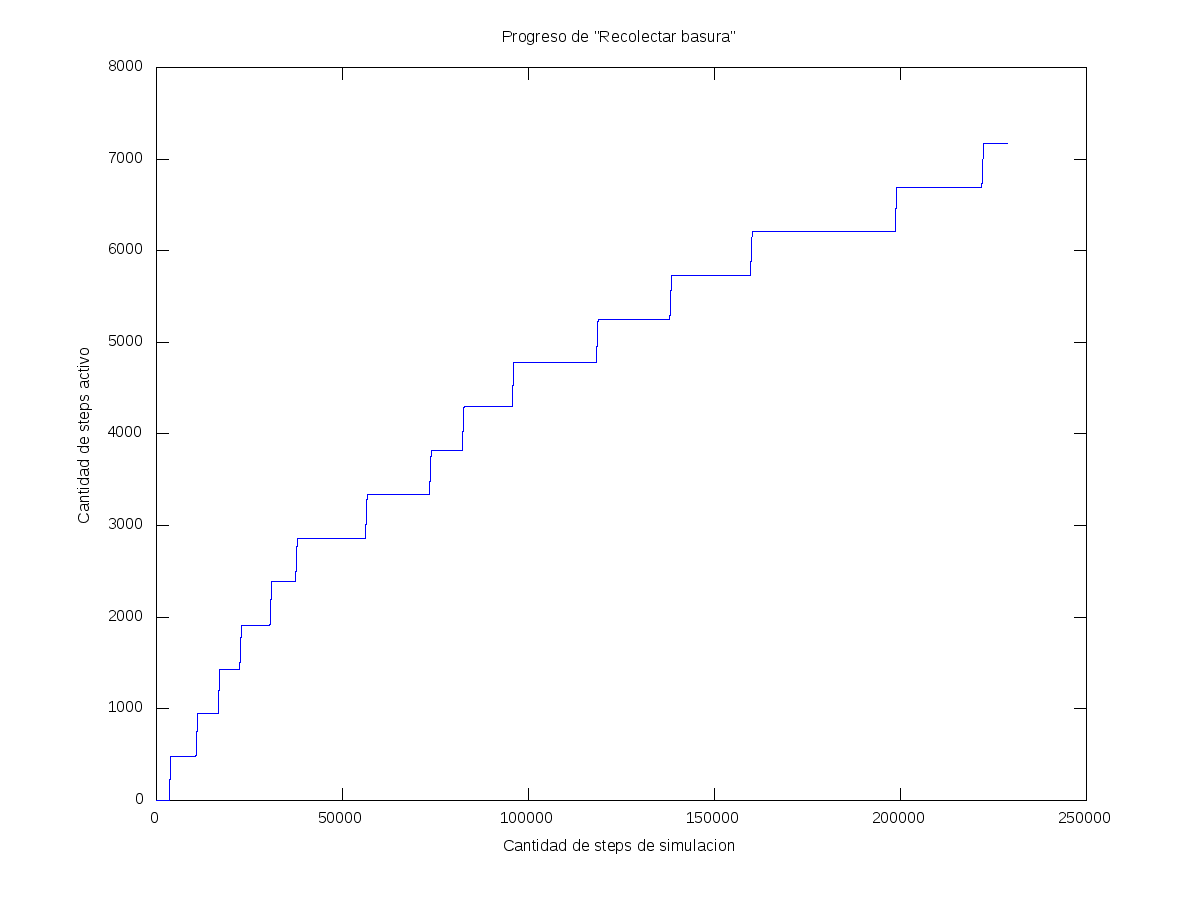 Progreso de "Recolectar basura"
8000
7000
6000
5000
4000
3000
2000
1000
0
Cantidad de steps activo
0 50000 100000 150000 200000 250000
Cantidad de steps de simulacion